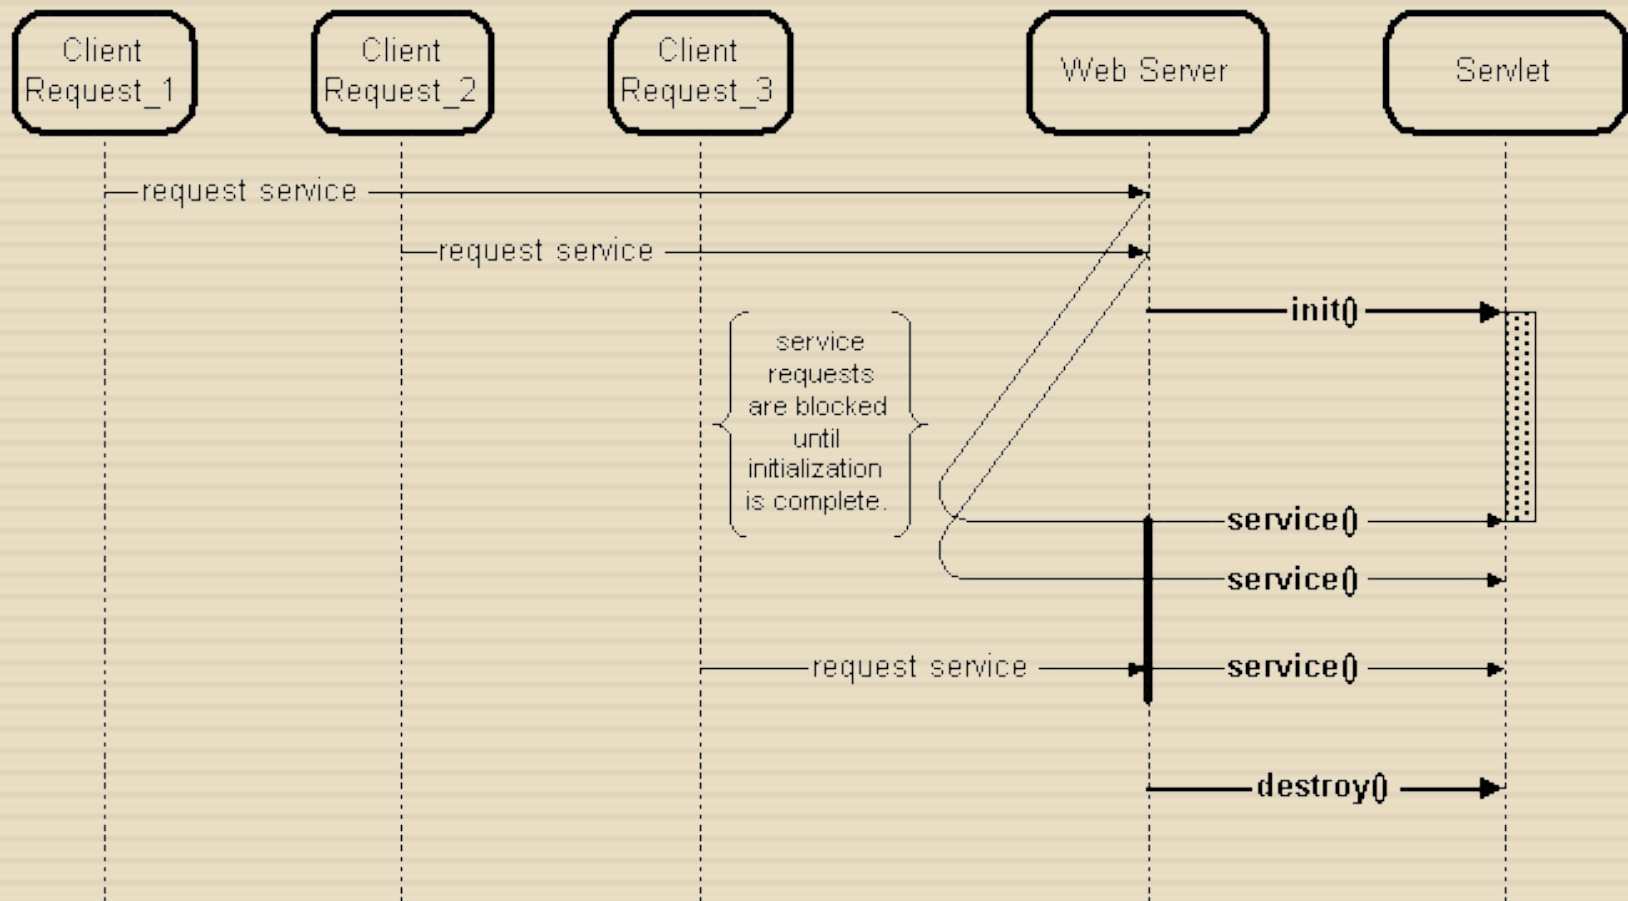 Client
Request_1
Client
Request_2
Client
Request_3
Web Server
Servlet
request service
request service
init()
service
requests
are blocked
until
initialization
is complete.
service()
service()
request service
service()
destroy()